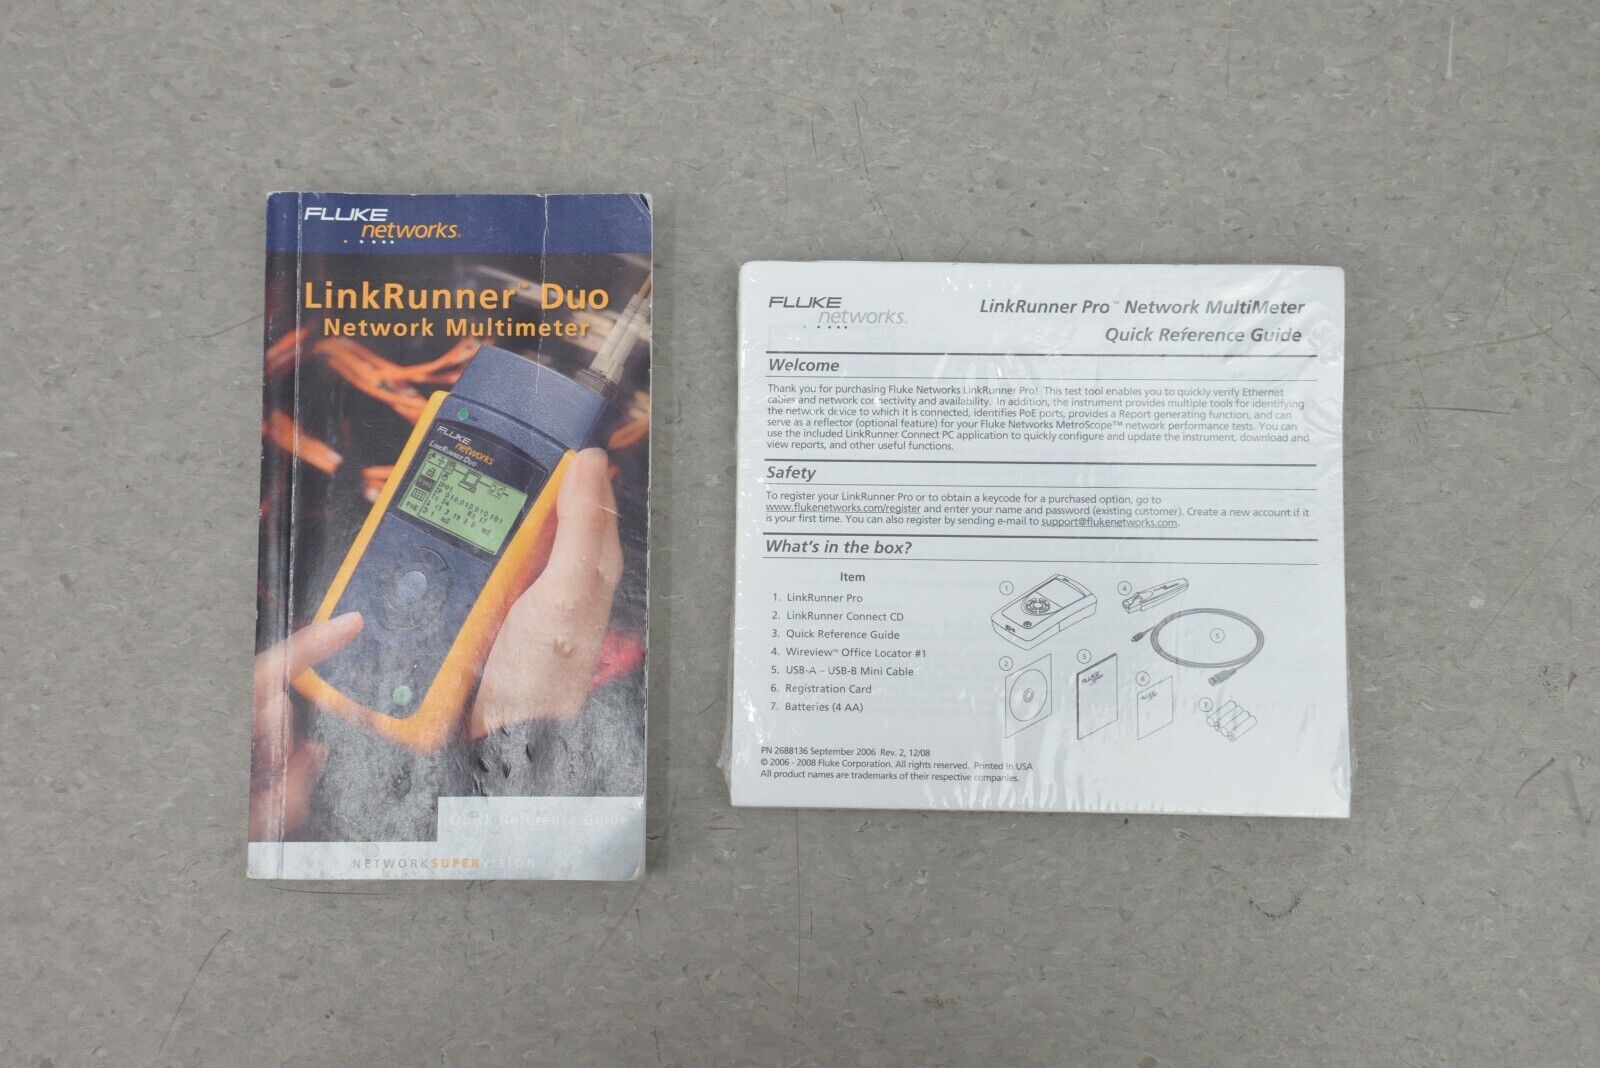 FLUKE
networks®
LinkRunner™ Duo
Network Multimeter
FLUKE
networks
LINKRUNNER DUO
Quick Reference Guide
NETWORKSUPERVISION
FLUKE
networks®
LinkRunner Pro™ Network MultiMeter
Quick Reference Guide
Welcome
Thank you for purchasing Fluke Networks LinkRunner Pro! This test tool enables you to quickly verify Ethernet
cables and network connectivity and availability. In addition, the instrument provides multiple tools for identifying
the network device to which it is connected, identifies PoE ports, provides a Report generating function, and can
serve as a reflector (optional feature) for your Fluke Networks MetroScope™ network performance tests. You can
use the included LinkRunner Connect PC application to quickly configure and update the instrument, download and
view reports, and other useful functions.
Safety
To register your LinkRunner Pro or to obtain a keycode for a purchased option, go to
www.flukenetworks.com/register and enter your name and password (existing customer). Create a new account if it
is your first time. You can also register by sending e-mail to support@flukenetworks.com.
What's in the box?
Item
1. LinkRunner Pro
2. LinkRunner Connect CD
3. Quick Reference Guide
4. Wireview™ Office Locator #1
5. USB-A – USB-B Mini Cable
6. Registration Card
7. Batteries (4 AA)
1
4
5
2
3
FLUKE
6
7
PN 2688136 September 2006 Rev. 2, 12/08
© 2006 - 2008 Fluke Corporation. All rights reserved. Printed in USA
All product names are trademarks of their respective companies.